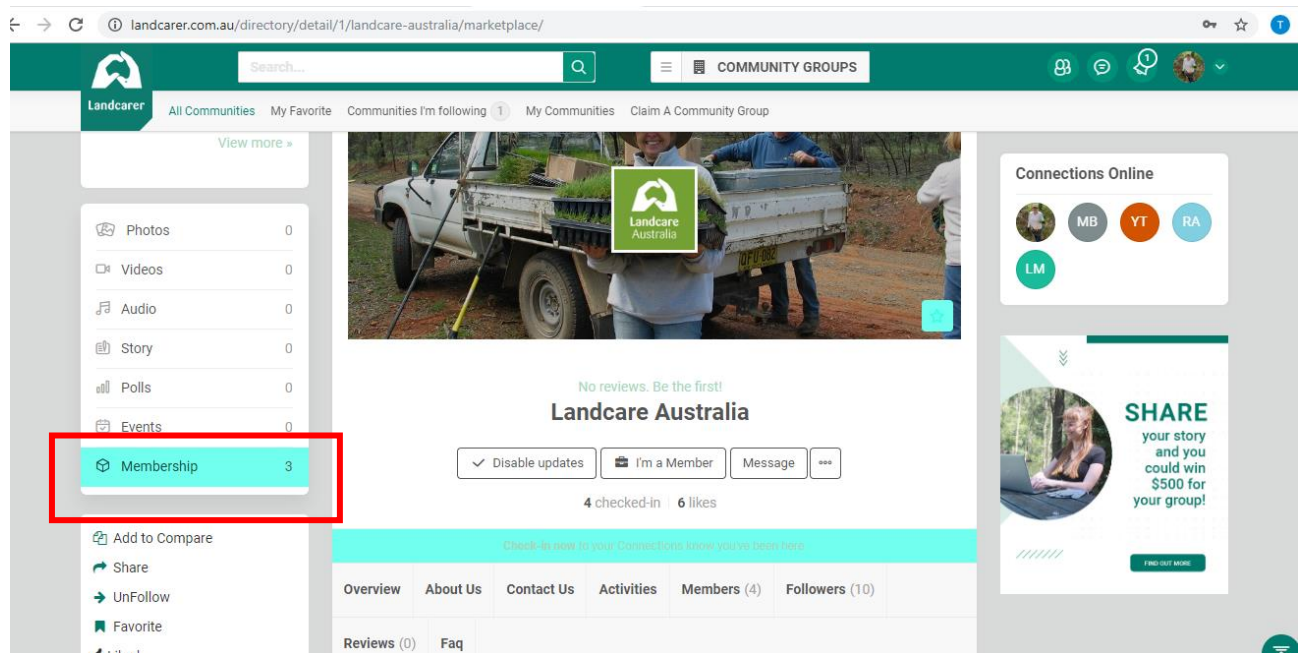 landcarer.com.au/directory/detail/1/landcare-australia/marketplace/
T
Landcarer
Search...
COMMUNITY GROUPS
1
All Communities My Favorite Communities I'm following 1 My Communities Claim A Community Group
View more »
Photos 0
Videos 0
Audio 0
Story 0
Polls 0
Events 0
Membership 3
Add to Compare
Share
UnFollow
Favorite
Landcare
Australia
No reviews. Be the first!
Landcare Australia
Disable updates I'm a Member Message
4 checked-in 6 likes
Check-in now to your Connections know you've been here
Overview About Us Contact Us Activities Members (4) Followers (10)
Reviews (0) Faq
Connections Online
MB YT RA
LM
SHARE
your story
and you
could win
$500 for
your group!
FIND OUT MORE